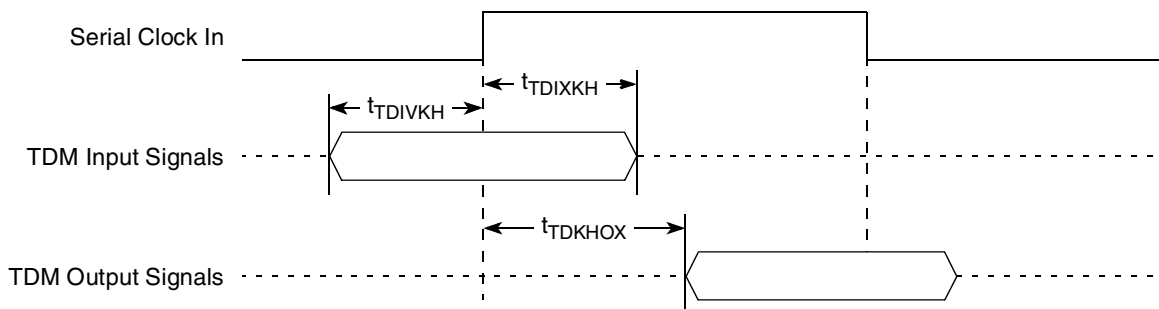 Serial Clock In
tTDIXKH
tTDIVKH
TDM Input Signals
tTDKHOX
TDM Output Signals